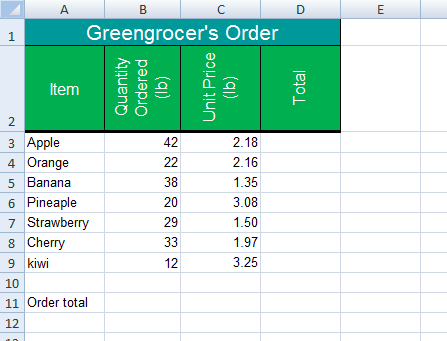 A B C D E
1 Greengrocer's Order
2 Item Quantity Ordered (lb) Unit Price (lb) Total
3 Apple 42 2.18
4 Orange 22 2.16
5 Banana 38 1.35
6 Pineaple 20 3.08
7 Strawberry 29 1.50
8 Cherry 33 1.97
9 kiwi 12 3.25
10
11 Order total
12